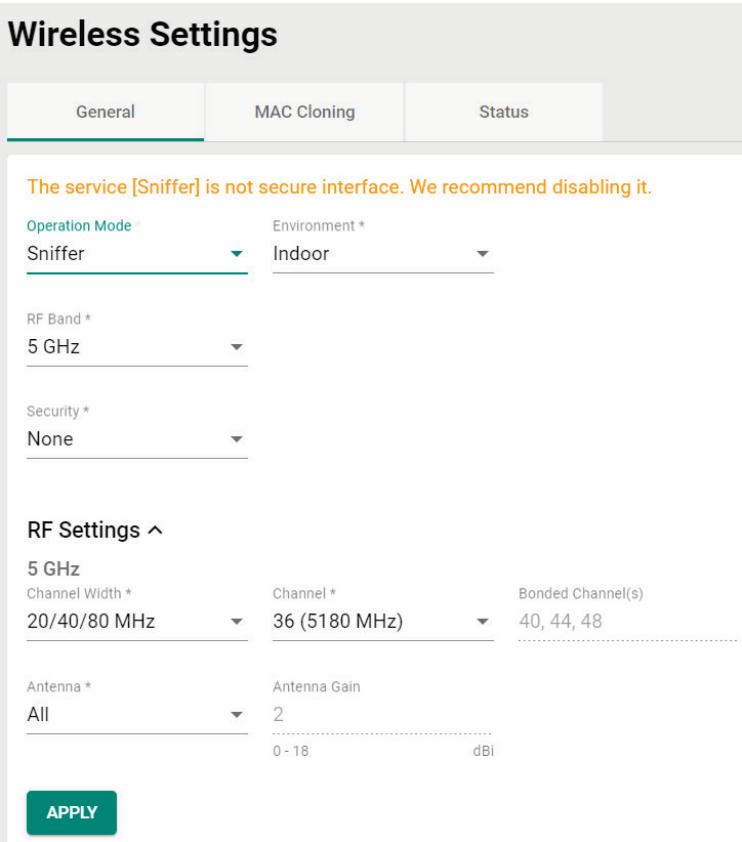 Wireless Settings
General MAC Cloning Status
The service [Sniffer] is not secure interface. We recommend disabling it.
Operation Mode * Environment *
Sniffer Indoor
RF Band *
5 GHz
Security *
None
RF Settings
5 GHz
Channel Width * Channel * Bonded Channel(s)
20/40/80 MHz 36 (5180 MHz) 40, 44, 48
Antenna * Antenna Gain
All 2
0 - 18 dBi
APPLY